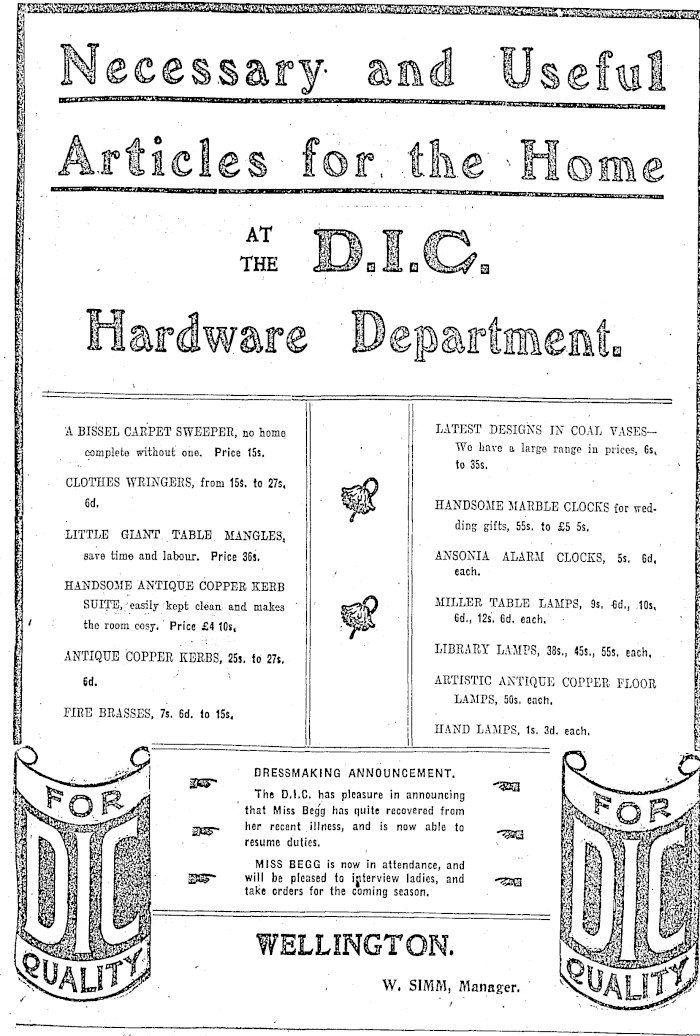 Necessary and Useful
Articles for the Home
AT
THE D.I.C.
Hardware Department.
A BISSEL CARPET SWEEPER, no home
complete without one. Price 15s.
CLOTHES WRINGERS, from 15s. to 27s,
6d.
LITTLE GIANT TABLE MANGLES,
save time and labour. Price 36s.
HANDSOME ANTIQUE COPPER KERB
SUITE, easily kept clean and makes
the room cosy. Price £4 10s,
ANTIQUE COPPER KERBS, 25s. to 27s.
6d.
FIRE BRASSES, 7s. 6d. to 15s,
LATEST DESIGNS IN COAL VASES—
We have a large range in prices, 6s,
to 35s.
HANDSOME MARBLE CLOCKS for wed-
ding gifts, 55s. to £5 5s.
ANSONIA ALARM CLOCKS, 5s. 6d,
each.
MILLER TABLE LAMPS, 9s. 6d., 10s,
6d., 12s. 6d. each.
LIBRARY LAMPS, 38s., 45s., 55s. each,
ARTISTIC ANTIQUE COPPER FLOOR
LAMPS, 50s. each.
HAND LAMPS, 1s. 3d. each.
FOR
DIC
QUALITY
DRESSMAKING ANNOUNCEMENT.
The D.I.C. has pleasure in announcing
that Miss Begg has quite recovered from
her recent illness, and is now able to
resume duties.
MISS BEGG is now in attendance, and
will be pleased to interview ladies, and
take orders for the coming season.
FOR
DIC
QUALITY
WELLINGTON.
W. SIMM, Manager.